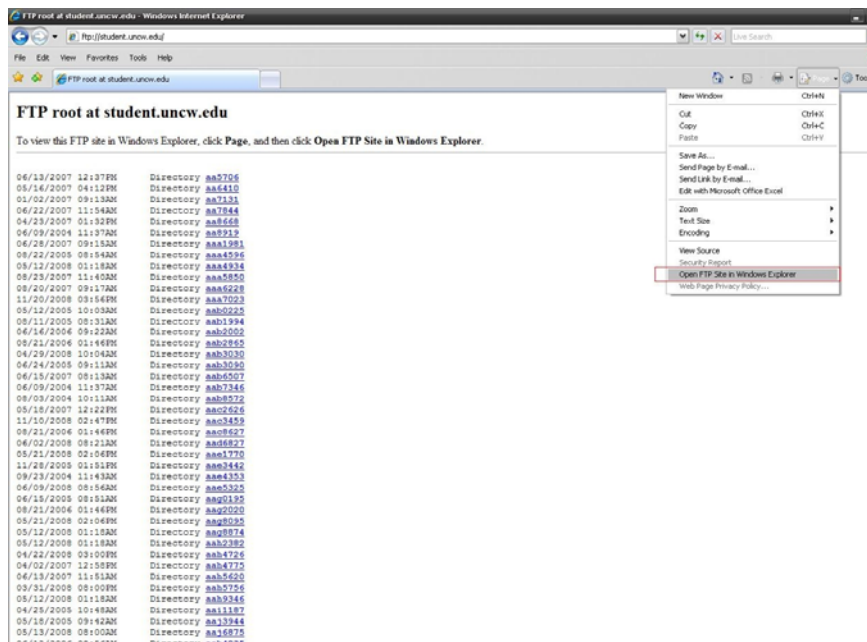 FTP root at student.uncw.edu - Windows Internet Explorer
ftp://student.uncw.edu/
Live Search
File Edit View Favorites Tools Help
FTP root at student.uncw.edu
Page
Too
New Window Ctrl+N
Cut Ctrl+X
Copy Ctrl+C
Paste Ctrl+V
Save As...
Send Page by E-mail...
Send Link by E-mail...
Edit with Microsoft Office Excel
Zoom
Text Size
Encoding
View Source
Security Report
Open FTP Site in Windows Explorer
Web Page Privacy Policy...
FTP root at student.uncw.edu
To view this FTP site in Windows Explorer, click Page, and then click Open FTP Site in Windows Explorer.
06/13/2007 12:37PM Directory aa5706
05/16/2007 04:12PM Directory aa6410
01/02/2007 09:13AM Directory aa7131
06/22/2007 11:54AM Directory aa7844
04/23/2007 01:32PM Directory aa8668
06/09/2004 11:37AM Directory aa8919
06/28/2007 09:15AM Directory aaa1981
08/22/2005 08:54AM Directory aaa4596
05/12/2008 01:18AM Directory aaa4934
08/23/2007 11:40AM Directory aaa5850
08/20/2007 09:17AM Directory aaa6228
11/20/2008 03:56PM Directory aaa7023
05/12/2005 10:03AM Directory aab0225
08/11/2005 08:31AM Directory aab1994
06/16/2006 09:22AM Directory aab2002
08/21/2006 01:46PM Directory aab2865
04/29/2008 10:04AM Directory aab3030
06/24/2005 09:11AM Directory aab3090
06/15/2007 08:13AM Directory aab6507
06/09/2004 11:37AM Directory aab7346
08/03/2004 10:11AM Directory aab8572
05/18/2007 12:22PM Directory aac2626
11/10/2008 02:47PM Directory aac3459
08/21/2006 01:46PM Directory aac8627
06/02/2008 08:21AM Directory aad6827
05/21/2008 02:06PM Directory aae1770
11/28/2005 01:51PM Directory aae3442
09/23/2004 11:43AM Directory aae4353
06/09/2008 08:56AM Directory aae5325
06/15/2005 08:51AM Directory aag0195
08/21/2006 01:46PM Directory aag2020
05/21/2008 02:06PM Directory aag8095
05/12/2008 01:18AM Directory aag8874
05/12/2008 01:18AM Directory aah2382
04/22/2008 03:00PM Directory aah4726
04/02/2007 12:58PM Directory aah4775
06/13/2007 11:51AM Directory aah5620
03/31/2008 08:00PM Directory aah5756
05/12/2008 01:18AM Directory aah9346
04/25/2005 10:48AM Directory aai1187
05/18/2005 09:42AM Directory aaj3944
05/13/2008 08:00AM Directory aaj6875